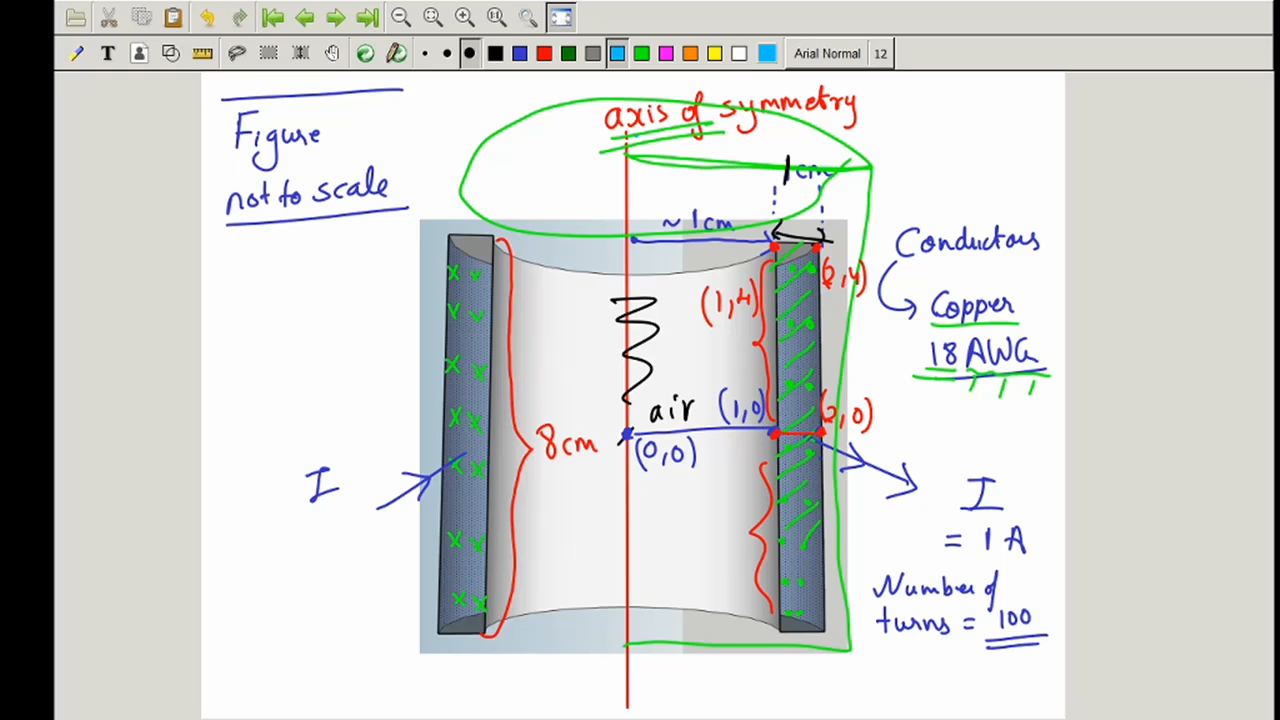 Arial Normal 12
Figure
not to scale
axis of symmetry
1cm
~1cm
Conductors
Copper
18 AWG
(1,4)
(2,4)
air
(1,0)
(2,0)
(0,0)
8cm
I
I
= 1 A
Number of
turns = 100